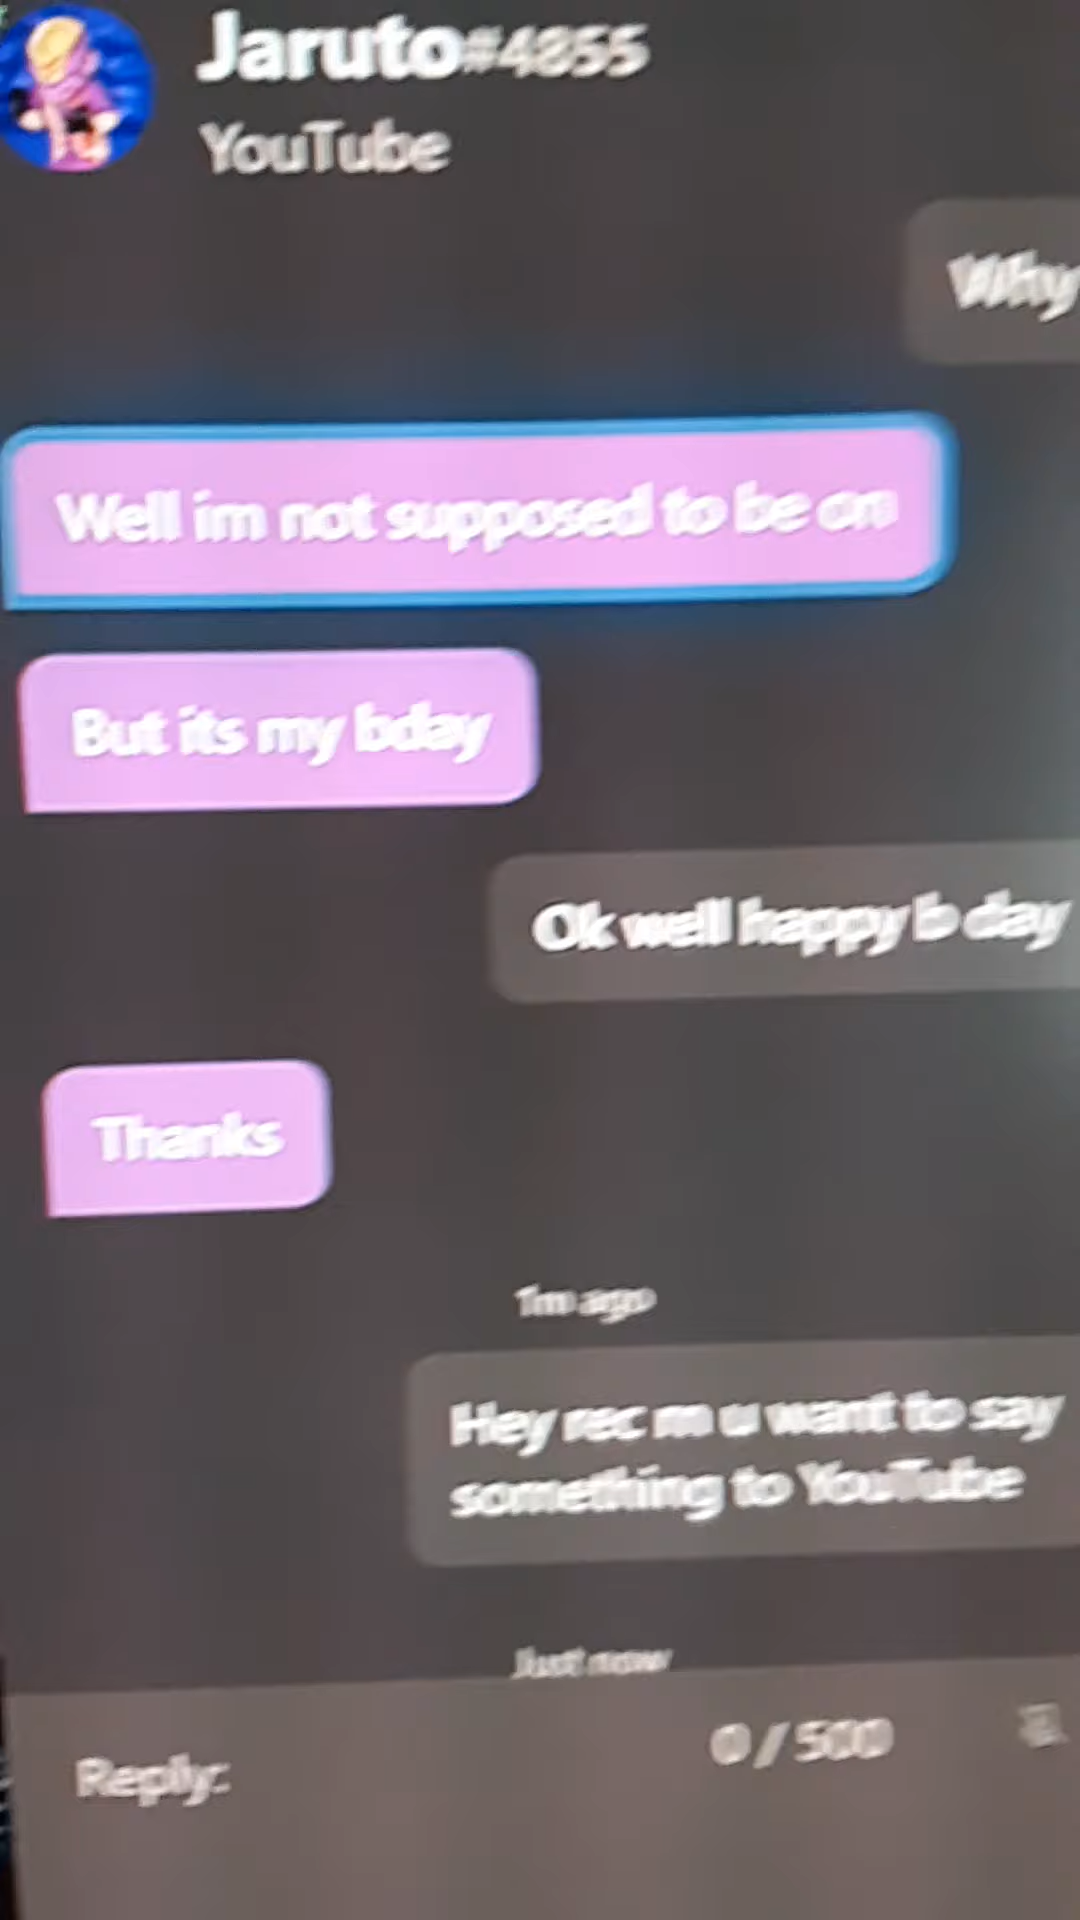 Jaruto#4855
YouTube
Why
Well im not supposed to be on
But its my bday
Ok well happy b day
Thanks
1m ago
Hey rec m u want to say
something to YouTube
Just now
Reply:
0 / 500